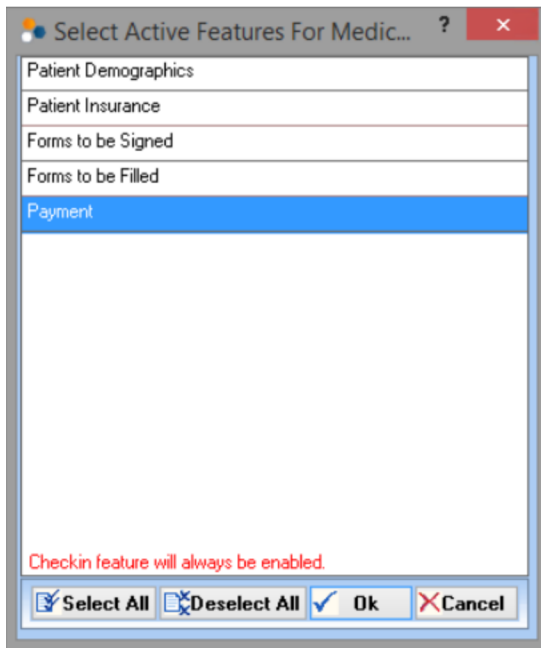 Select Active Features For Medic... ? ×
Patient Demographics
Patient Insurance
Forms to be Signed
Forms to be Filled
Payment
Checkin feature will always be enabled.
Select All Deselect All Ok Cancel